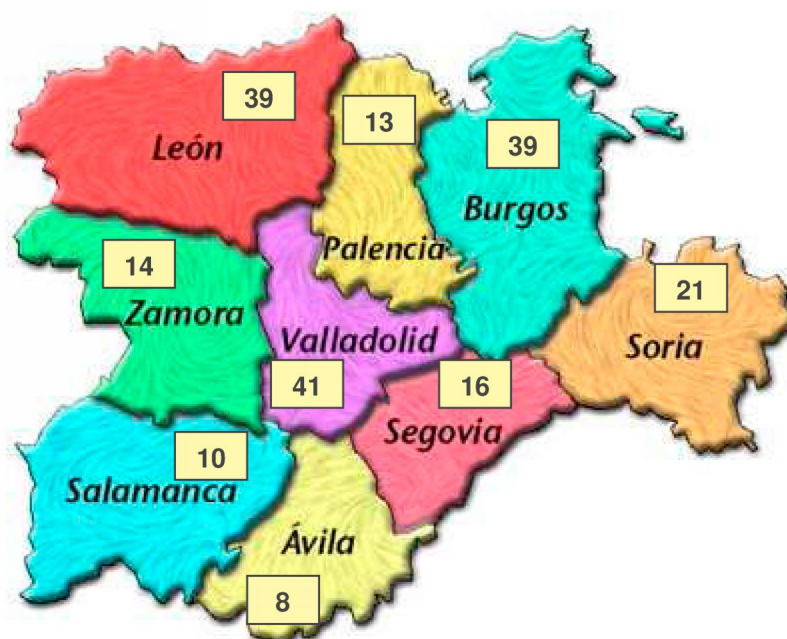 39
León
13
39
Burgos
Palencia
14
Zamora
21
Soria
Valladolid
41
16
Segovia
10
Salamanca
Ávila
8